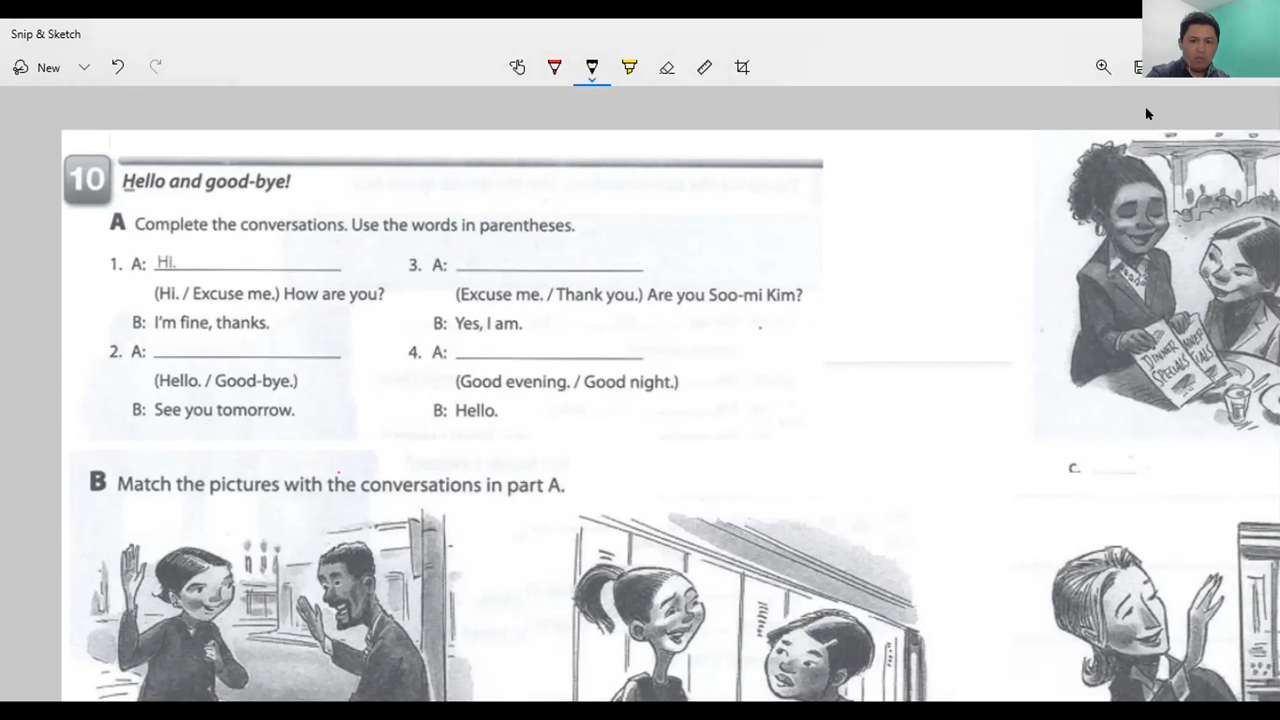 Snip & Sketch
New
10 Hello and good-bye!
A Complete the conversations. Use the words in parentheses.
1. A: Hi.
(Hi. / Excuse me.) How are you?
B: I'm fine, thanks.
2. A:
(Hello. / Good-bye.)
B: See you tomorrow.
3. A:
(Excuse me. / Thank you.) Are you Soo-mi Kim?
B: Yes, I am.
4. A:
(Good evening. / Good night.)
B: Hello.
DINNER
SPECIALS
C.
B Match the pictures with the conversations in part A.